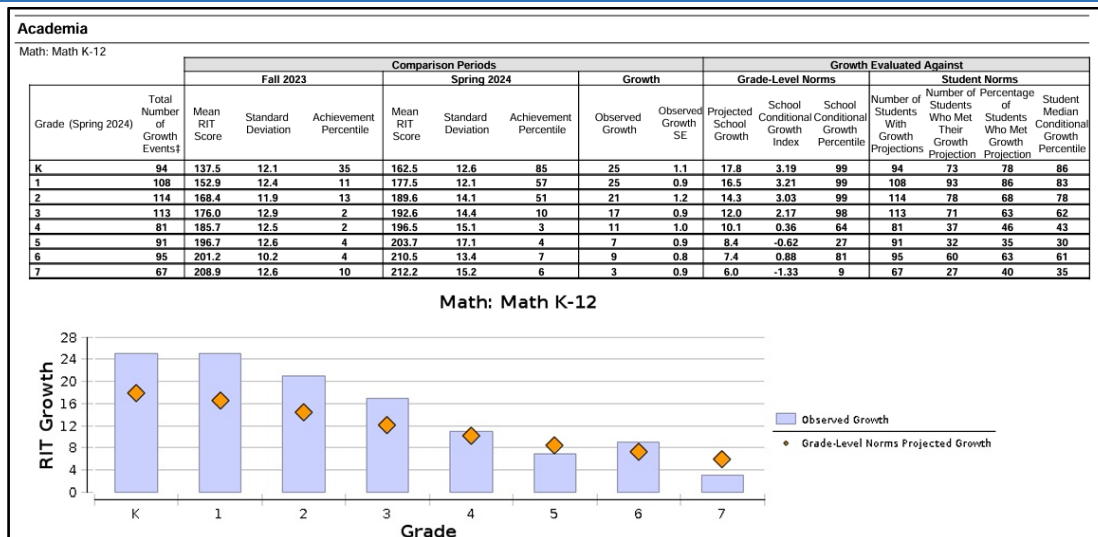 Academia
Math: Math K-12
Comparison Periods Growth Evaluated Against
Fall 2023 Spring 2024 Growth Grade-Level Norms Student Norms
Grade (Spring 2024) Total Number of Growth Events‡ Mean RIT Score Standard Deviation Achievement Percentile Mean RIT Score Standard Deviation Achievement Percentile Observed Growth Observed Growth SE Projected School Growth School Conditional Growth Index School Conditional Growth Percentile Number of Students With Growth Projections Number of Students Who Met Their Growth Projection Percentage of Students Who Met Growth Projection Student Median Conditional Growth Percentile
K 94 137.5 12.1 35 162.5 12.6 85 25 1.1 17.8 3.19 99 94 73 78 86
1 108 152.9 12.4 11 177.5 12.1 57 25 0.9 16.5 3.21 99 108 93 86 83
2 114 168.4 11.9 13 189.6 14.1 51 21 1.2 14.3 3.03 99 114 78 68 78
3 113 176.0 12.9 2 192.6 14.4 10 17 0.9 12.0 2.17 98 113 71 63 62
4 81 185.7 12.5 2 196.5 15.1 3 11 1.0 10.1 0.36 64 81 37 46 43
5 91 196.7 12.6 4 203.7 17.1 4 7 0.9 8.4 -0.62 27 91 32 35 30
6 95 201.2 10.2 4 210.5 13.4 7 9 0.8 7.4 0.88 81 95 60 63 61
7 67 208.9 12.6 10 212.2 15.2 6 3 0.9 6.0 -1.33 9 67 27 40 35
Math: Math K-12
RIT Growth
28
24
20
16
12
8
4
0
K 1 2 3 4 5 6 7
Grade
Observed Growth
Grade-Level Norms Projected Growth